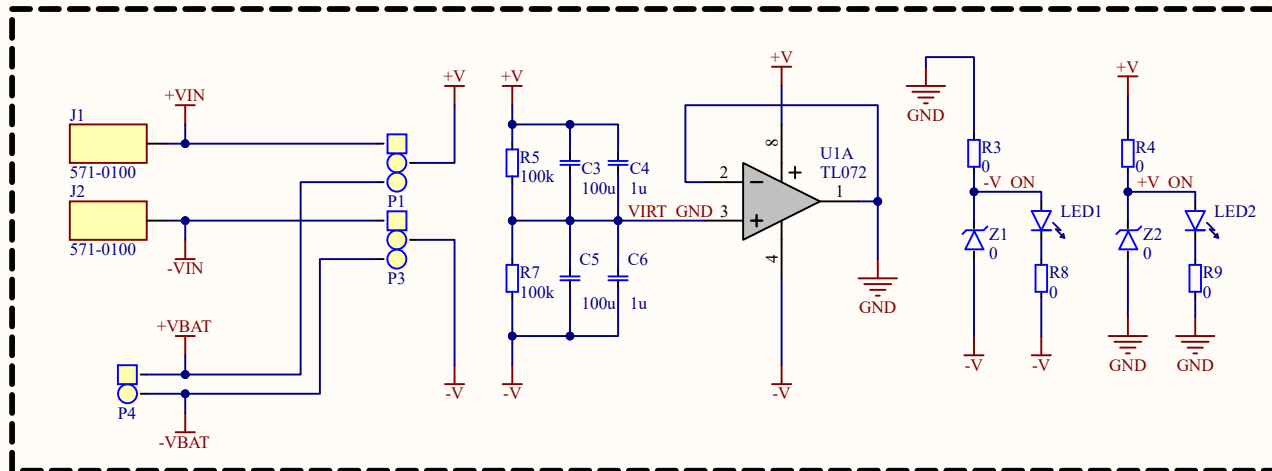 J1
571-0100
+VIN
J2
571-0100
-VIN
+VBAT
P4
-VBAT
P1
P3
+V
-V
+V
R5
100k
C3
100u
C4
1u
VIRT GND
R7
100k
C5
100u
C6
1u
-V
+V
8
U1A
TL072
2
3
1
4
GND
-V
GND
R3
0
-V ON
LED1
Z1
0
R8
0
-V
-V
+V
R4
0
+V ON
LED2
Z2
0
R9
0
GND
GND